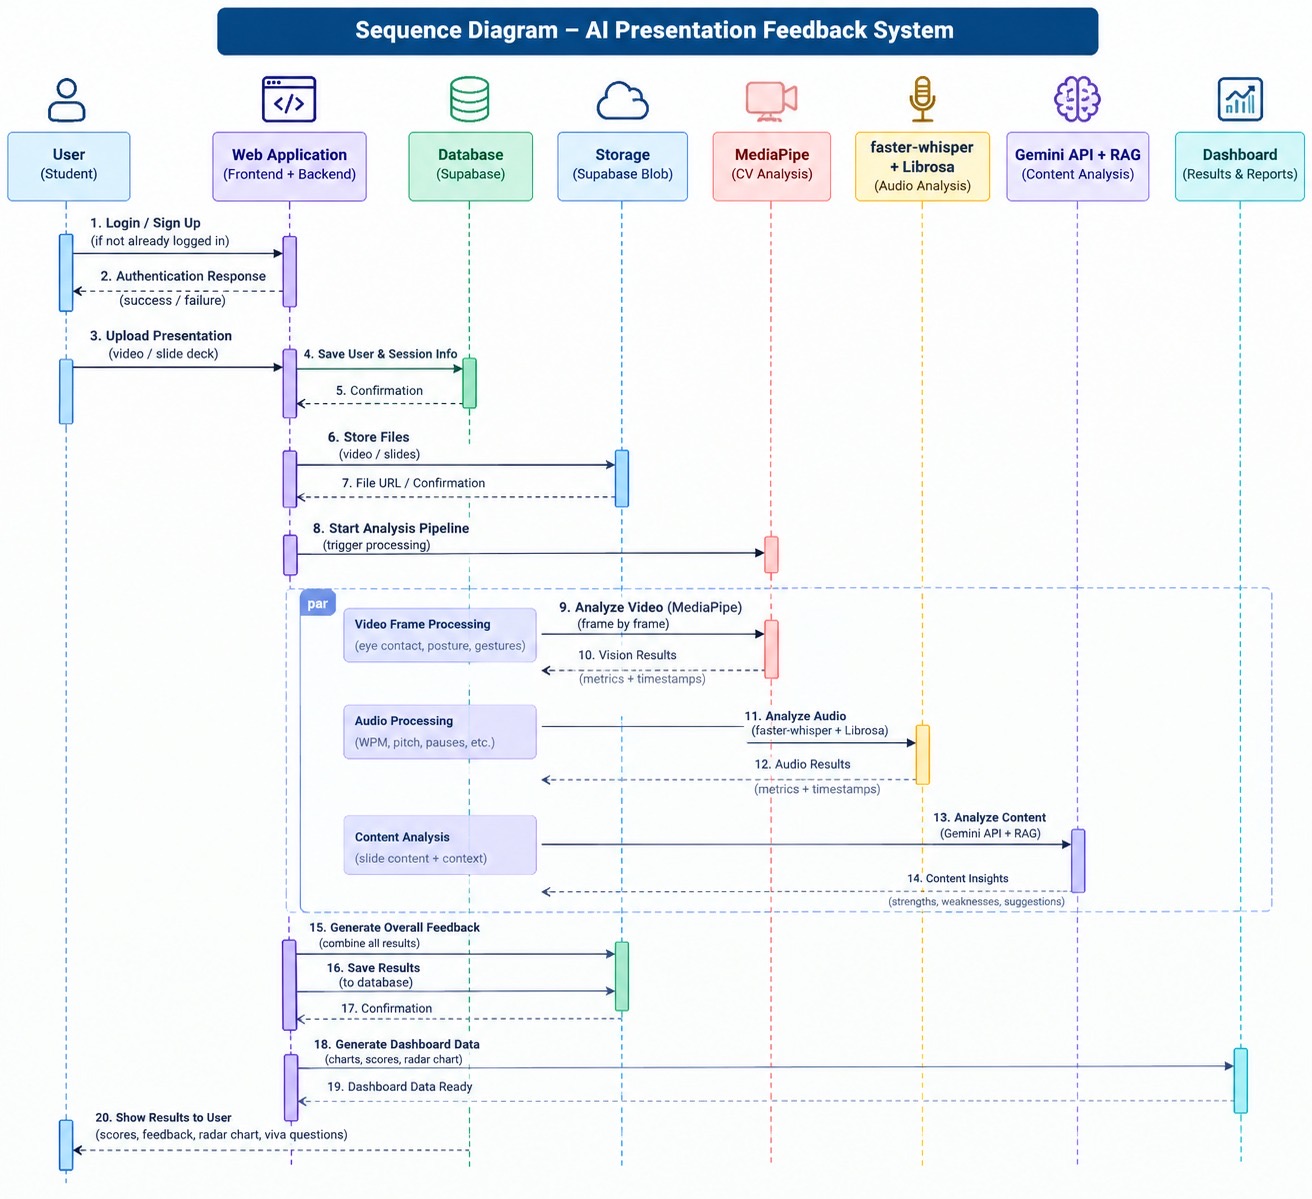 Sequence Diagram – AI Presentation Feedback System
</>
User
(Student)
Web Application
(Frontend + Backend)
Database
(Supabase)
Storage
(Supabase Blob)
MediaPipe
(CV Analysis)
faster-whisper
+ Librosa
(Audio Analysis)
Gemini API + RAG
(Content Analysis)
Dashboard
(Results & Reports)
1. Login / Sign Up
(if not already logged in)
2. Authentication Response
(success / failure)
3. Upload Presentation
(video / slide deck)
4. Save User & Session Info
5. Confirmation
6. Store Files
(video / slides)
7. File URL / Confirmation
8. Start Analysis Pipeline
(trigger processing)
par
Video Frame Processing
(eye contact, posture, gestures)
9. Analyze Video (MediaPipe)
(frame by frame)
10. Vision Results
(metrics + timestamps)
Audio Processing
(WPM, pitch, pauses, etc.)
11. Analyze Audio
(faster-whisper + Librosa)
12. Audio Results
(metrics + timestamps)
Content Analysis
(slide content + context)
13. Analyze Content
(Gemini API + RAG)
14. Content Insights
(strengths, weaknesses, suggestions)
15. Generate Overall Feedback
(combine all results)
16. Save Results
(to database)
17. Confirmation
18. Generate Dashboard Data
(charts, scores, radar chart)
19. Dashboard Data Ready
20. Show Results to User
(scores, feedback, radar chart, viva questions)